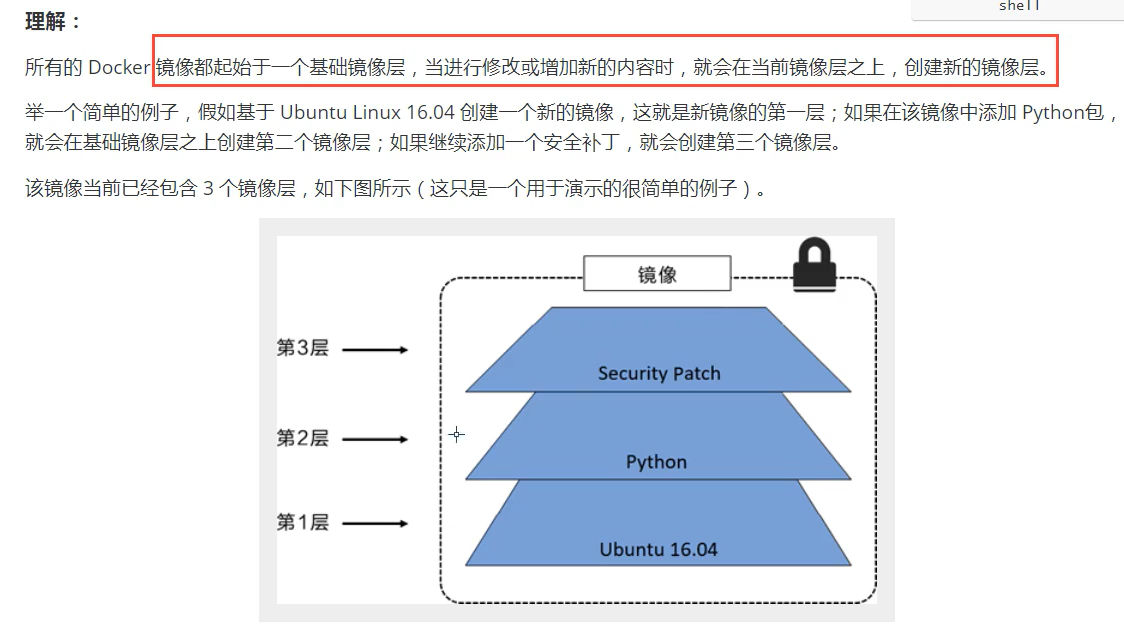 shell
理解：
所有的 Docker 镜像都起始于一个基础镜像层，当进行修改或增加新的内容时，就会在当前镜像层之上，创建新的镜像层。
举一个简单的例子，假如基于 Ubuntu Linux 16.04 创建一个新的镜像，这就是新镜像的第一层；如果在该镜像中添加 Python包，
就会在基础镜像层之上创建第二个镜像层；如果继续添加一个安全补丁，就会创建第三个镜像层。
该镜像当前已经包含 3 个镜像层，如下图所示（这只是一个用于演示的很简单的例子）。
镜像
第3层
Security Patch
第2层
Python
第1层
Ubuntu 16.04